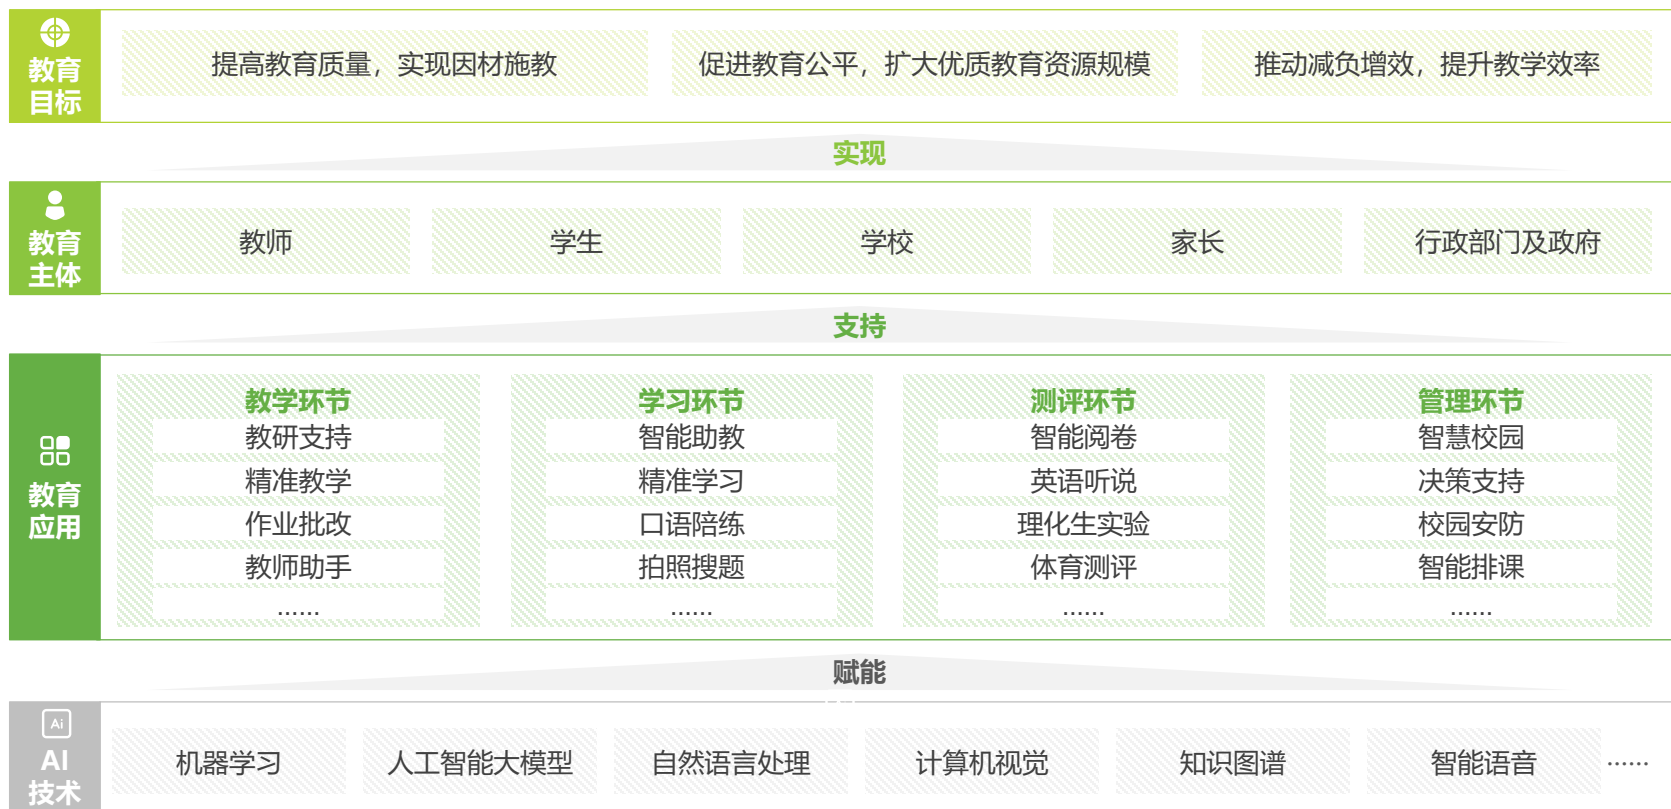 教育
目标
提高教育质量，实现因材施教
促进教育公平，扩大优质教育资源规模
推动减负增效，提升教学效率
实现
教育
主体
教师
学生
学校
家长
行政部门及政府
支持
教育
应用
教学环节
教研支持
精准教学
作业批改
教师助手
……
学习环节
智能助教
精准学习
口语陪练
拍照搜题
……
测评环节
智能阅卷
英语听说
理化生实验
体育测评
……
管理环节
智慧校园
决策支持
校园安防
智能排课
……
赋能
Ai
AI
技术
机器学习
人工智能大模型
自然语言处理
计算机视觉
知识图谱
智能语音
……